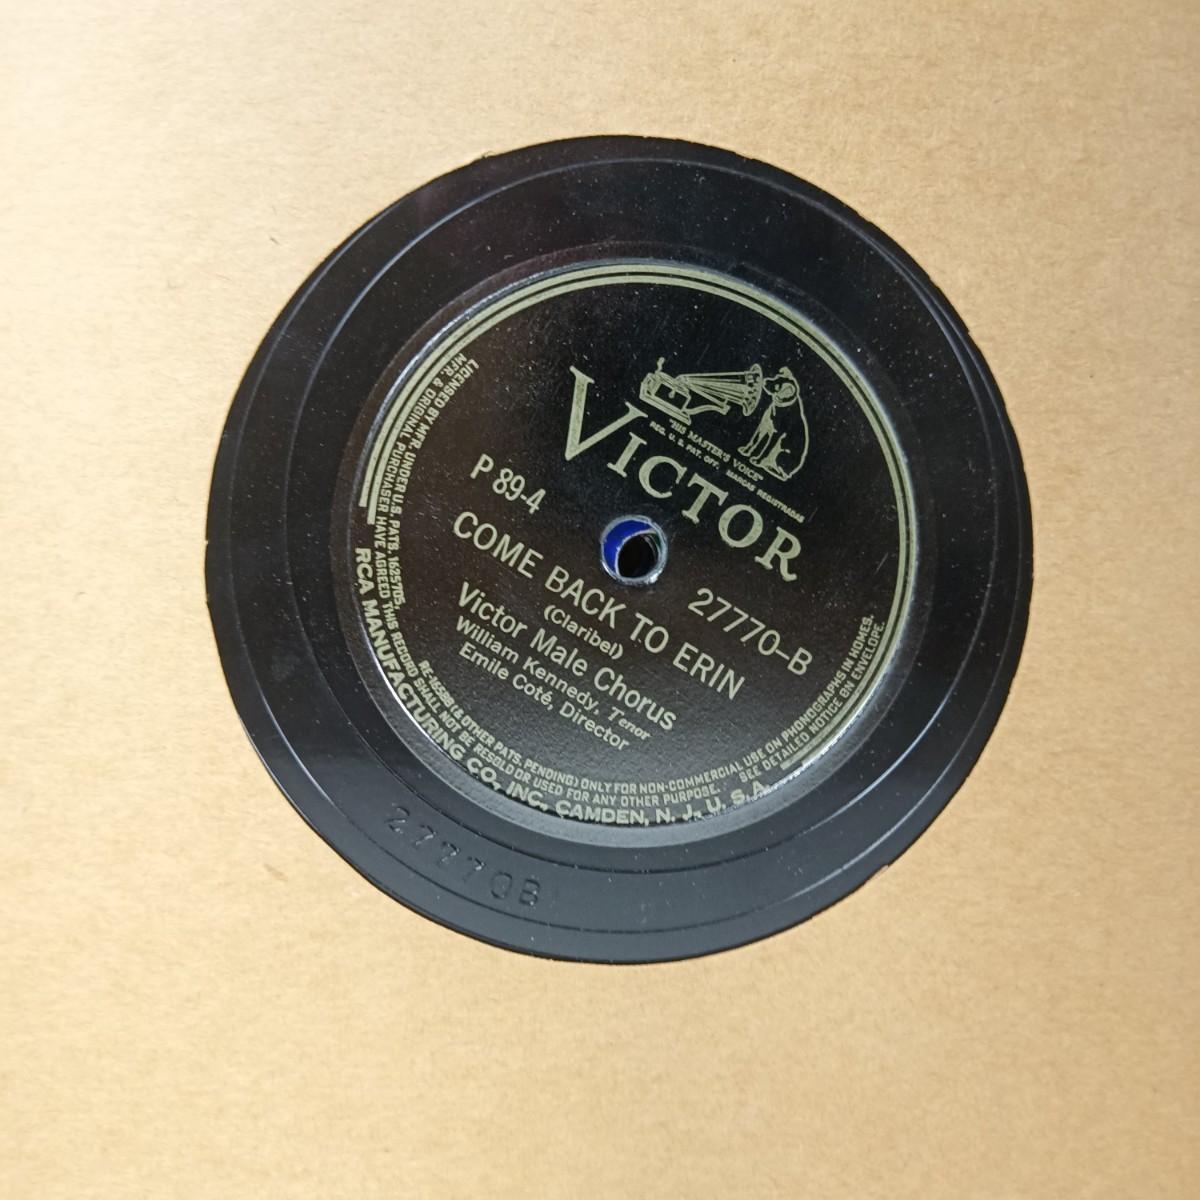 "HIS MASTER'S VOICE"
REG. U. S. PAT. OFF. MARCAS REGISTRADAS
VICTOR
P 89-4
27770-B
COME BACK TO ERIN
(Claribel)
Victor Male Chorus
William Kennedy, Tenor
Emile Coté, Director
LICENSED BY MFR. UNDER U.S. PATS. 1625705, RE-16588 (& OTHER PATS. PENDING) ONLY FOR NON-COMMERCIAL USE ON PHONOGRAPHS IN HOMES.
MFR. & ORIGINAL PURCHASER HAVE AGREED THIS RECORD SHALL NOT BE RESOLD OR USED FOR ANY OTHER PURPOSE. SEE DETAILED NOTICE ON ENVELOPE.
RCA MANUFACTURING CO., INC., CAMDEN, N. J., U. S. A.
27770B